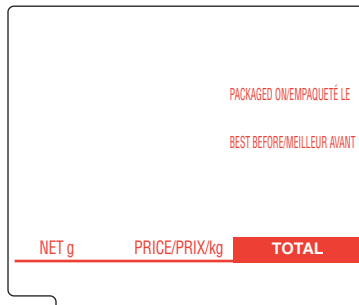 PACKAGED ON/EMPAQUETÉ LE
BEST BEFORE/MEILLEUR AVANT
NET g PRICE/PRIX/kg TOTAL